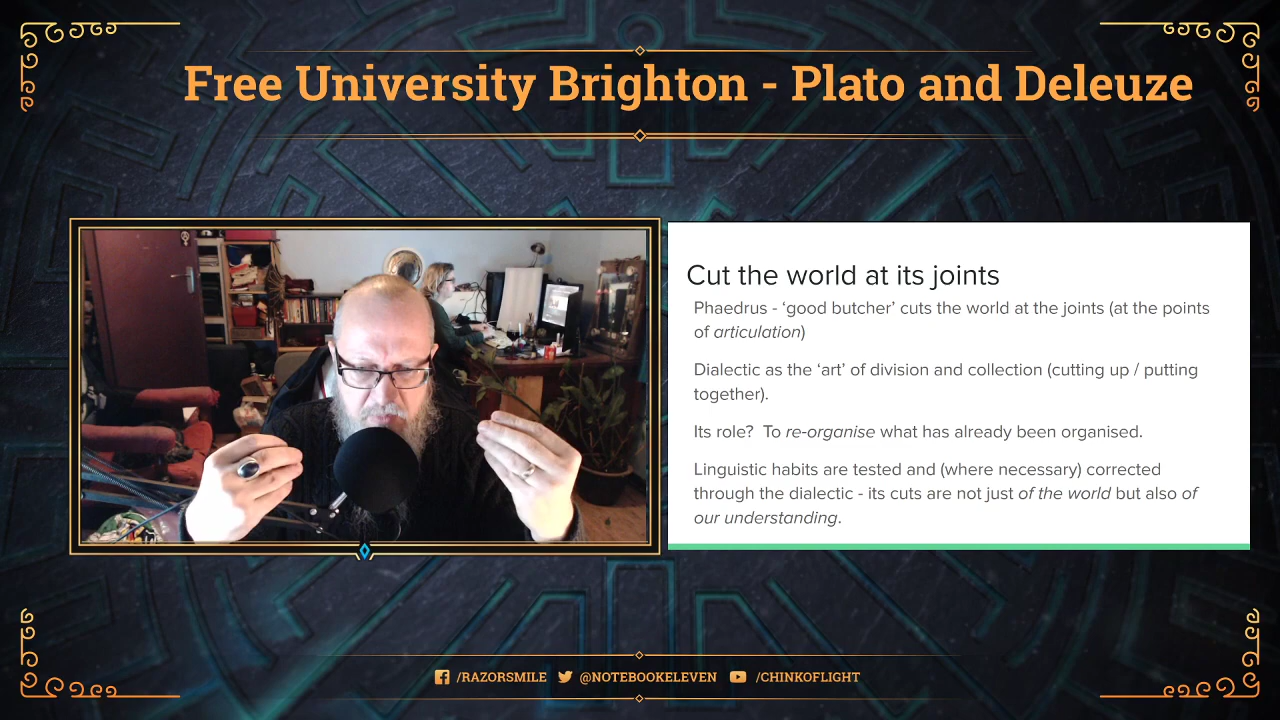 Free University Brighton - Plato and Deleuze
Cut the world at its joints
Phaedrus - ‘good butcher’ cuts the world at the joints (at the points
of articulation)
Dialectic as the ‘art’ of division and collection (cutting up / putting
together).
Its role?  To re-organise what has already been organised.
Linguistic habits are tested and (where necessary) corrected
through the dialectic - its cuts are not just of the world but also of
our understanding.
/RAZORSMILE @NOTEBOOKELEVEN /CHINKOFLIGHT